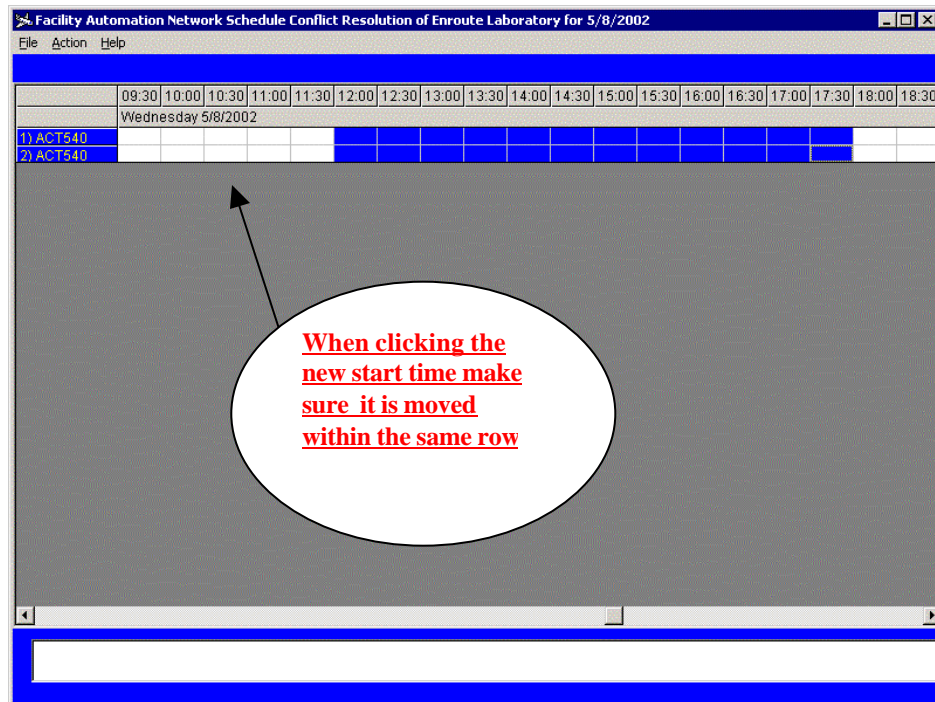 Facility Automation Network Schedule Conflict Resolution of Enroute Laboratory for 5/8/2002
File Action Help
09:30 10:00 10:30 11:00 11:30 12:00 12:30 13:00 13:30 14:00 14:30 15:00 15:30 16:00 16:30 17:00 17:30 18:00 18:30
Wednesday 5/8/2002
1) ACT540
2) ACT540
When clicking the
new start time make
sure it is moved
within the same row